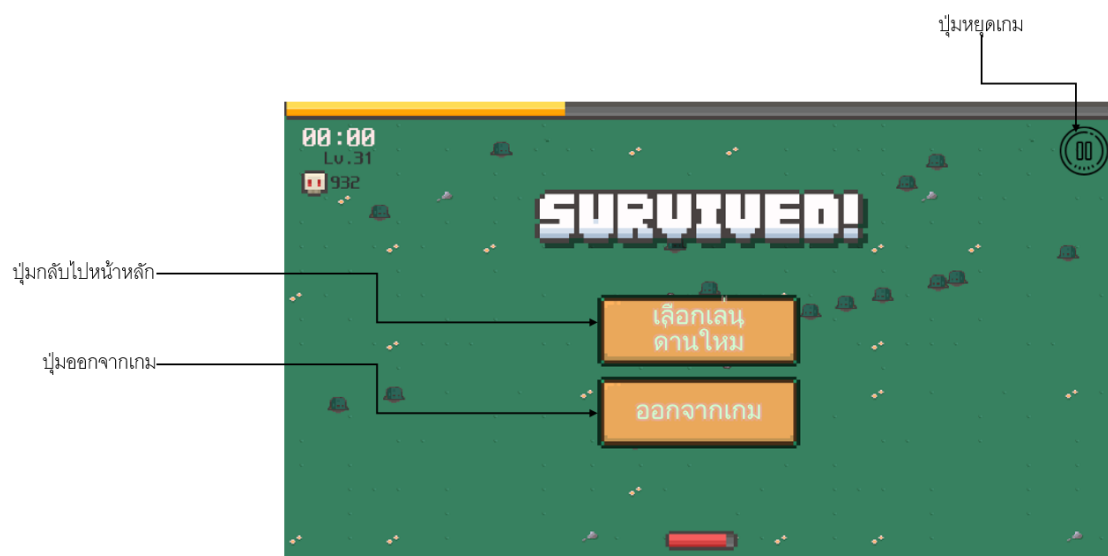 ปุ่มหยุดเกม
00:00
Lv.31
932
SURVIVED!
ปุ่มกลับไปหน้าหลัก
เลือกเลน
ด่านใหม่
ปุ่มออกจากเกม
ออกจากเกม